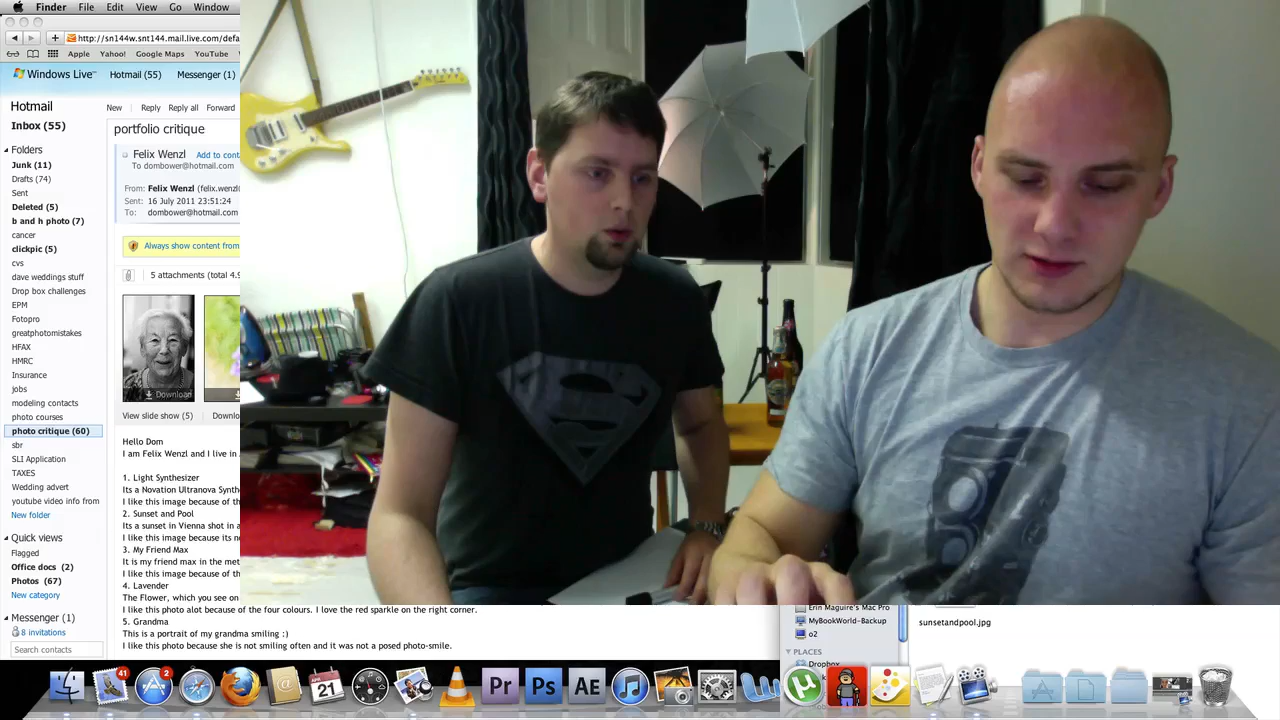 Finder File Edit View Go Window
http://sn144w.snt144.mail.live.com/defa
Apple Yahoo! Google Maps YouTube
Windows Live™ Hotmail (55) Messenger (1)
Hotmail
Inbox (55)
Folders
Junk (11)
Drafts (74)
Sent
Deleted (5)
b and h photo (7)
cancer
clickpic (5)
cvs
dave weddings stuff
Drop box challenges
EPM
Fotopro
greatphotomistakes
HFAX
HMRC
Insurance
jobs
modeling contacts
photo courses
photo critique (60)
sbr
SLI Application
TAXES
Wedding advert
youtube video info from
New folder
Quick views
Flagged
Office docs (2)
Photos (67)
New category
Messenger (1)
8 invitations
Search contacts
New Reply Reply all Forward
portfolio critique
Felix Wenzl Add to cont
To dombower@hotmail.com
From: Felix Wenzl (felix.wenzl
Sent: 16 July 2011 23:51:24
To: dombower@hotmail.com
Always show content from
5 attachments (total 4.9
Download
View slide show (5) Downlo
Hello Dom
I am Felix Wenzl and I live in
1. Light Synthesizer
Its a Novation Ultranova Synth
I like this image because of th
2. Sunset and Pool
Its a sunset in Vienna shot in a
I like this image because its ne
3. My Friend Max
It is my friend max in the met
I like this image because of th
4. Lavender
The Flower, which you see on
I like this photo alot because of the four colours. I love the red sparkle on the right corner.
5. Grandma
This is a portrait of my grandma smiling :)
I like this photo because she is not smiling often and it was not a posed photo-smile.
Erin Maguire's Mac Pro
MyBookWorld-Backup
o2
PLACES
Dropbox
sunsetandpool.jpg
41
2
APR
21
Pr
Ps
AE